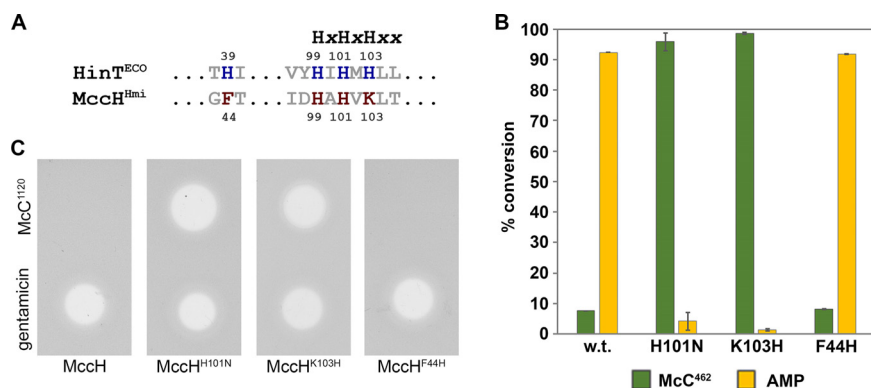 A
HxHxHxx
39 99 101 103
HinT^ECO ...THI...VYHIHMHLL...
MccH^Hmi ...GFT...IDHAHVKLT...
44 99 101 103
B
% conversion
100
90
80
70
60
50
40
30
20
10
0
w.t. H101N K103H F44H
McC^462 AMP
C
McC^1120
gentamicin
MccH MccH^H101N MccH^K103H MccH^F44H